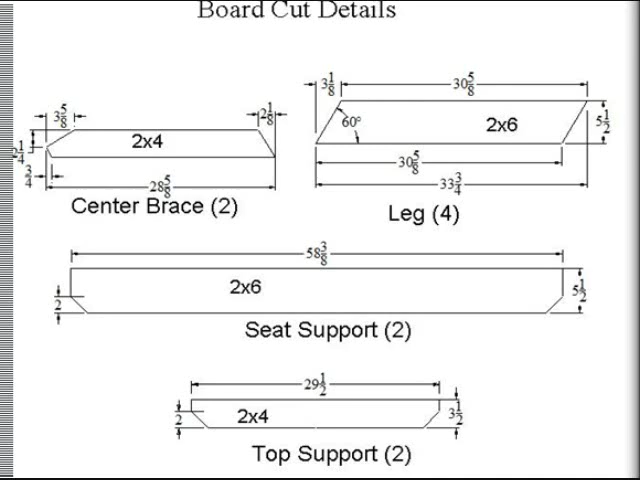 Board Cut Details
3 5/8
2 1/8
2x4
2 1/4
3/4
28 5/8
Center Brace (2)
3 1/8
30 5/8
60°
2x6
5 1/2
30 5/8
33 3/4
Leg (4)
58 3/8
2x6
2
5 1/2
Seat Support (2)
29 1/2
2x4
2
3 1/2
Top Support (2)